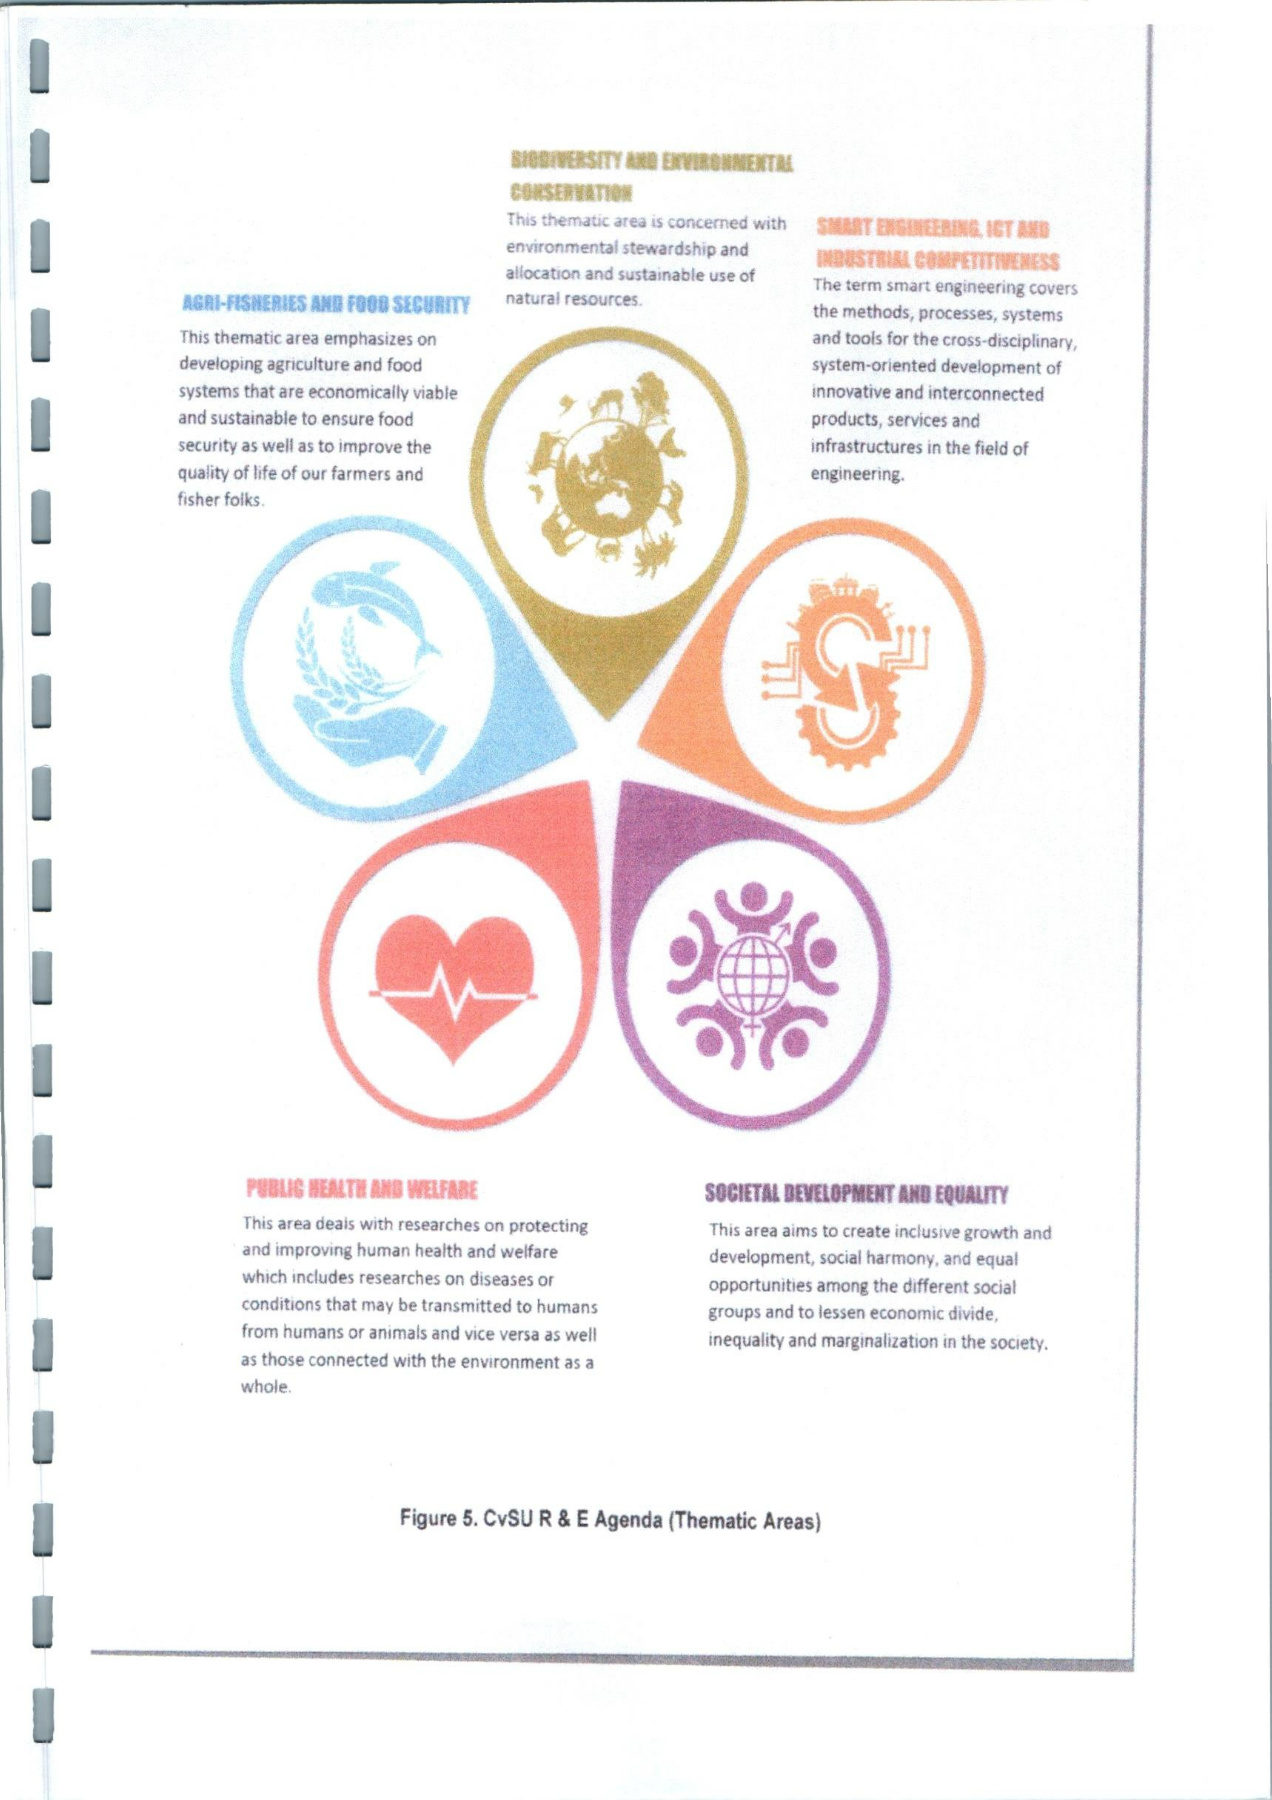 BIODIVERSITY AND ENVIRONMENTAL
CONSERVATION
This thematic area is concerned with
environmental stewardship and
allocation and sustainable use of
natural resources.
SMART ENGINEERING, ICT AND
INDUSTRIAL COMPETITIVENESS
The term smart engineering covers
the methods, processes, systems
and tools for the cross-disciplinary,
system-oriented development of
innovative and interconnected
products, services and
infrastructures in the field of
engineering.
AGRI-FISHERIES AND FOOD SECURITY
This thematic area emphasizes on
developing agriculture and food
systems that are economically viable
and sustainable to ensure food
security as well as to improve the
quality of life of our farmers and
fisher folks.
PUBLIC HEALTH AND WELFARE
This area deals with researches on protecting
and improving human health and welfare
which includes researches on diseases or
conditions that may be transmitted to humans
from humans or animals and vice versa as well
as those connected with the environment as a
whole.
SOCIETAL DEVELOPMENT AND EQUALITY
This area aims to create inclusive growth and
development, social harmony, and equal
opportunities among the different social
groups and to lessen economic divide,
inequality and marginalization in the society.
Figure 5. CvSU R & E Agenda (Thematic Areas)